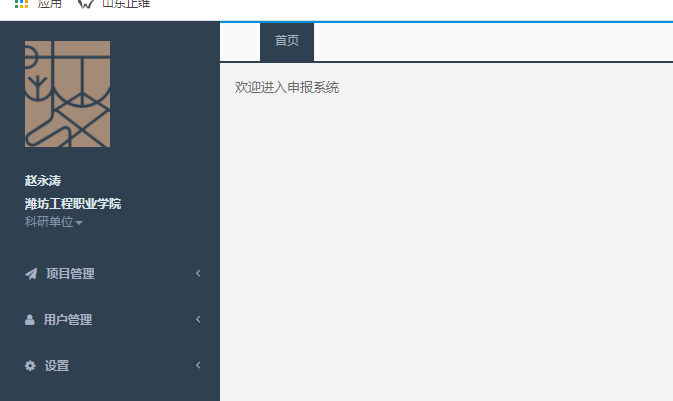 应用 山东正维
首页
欢迎进入申报系统
赵永涛
潍坊工程职业学院
科研单位
项目管理
用户管理
设置